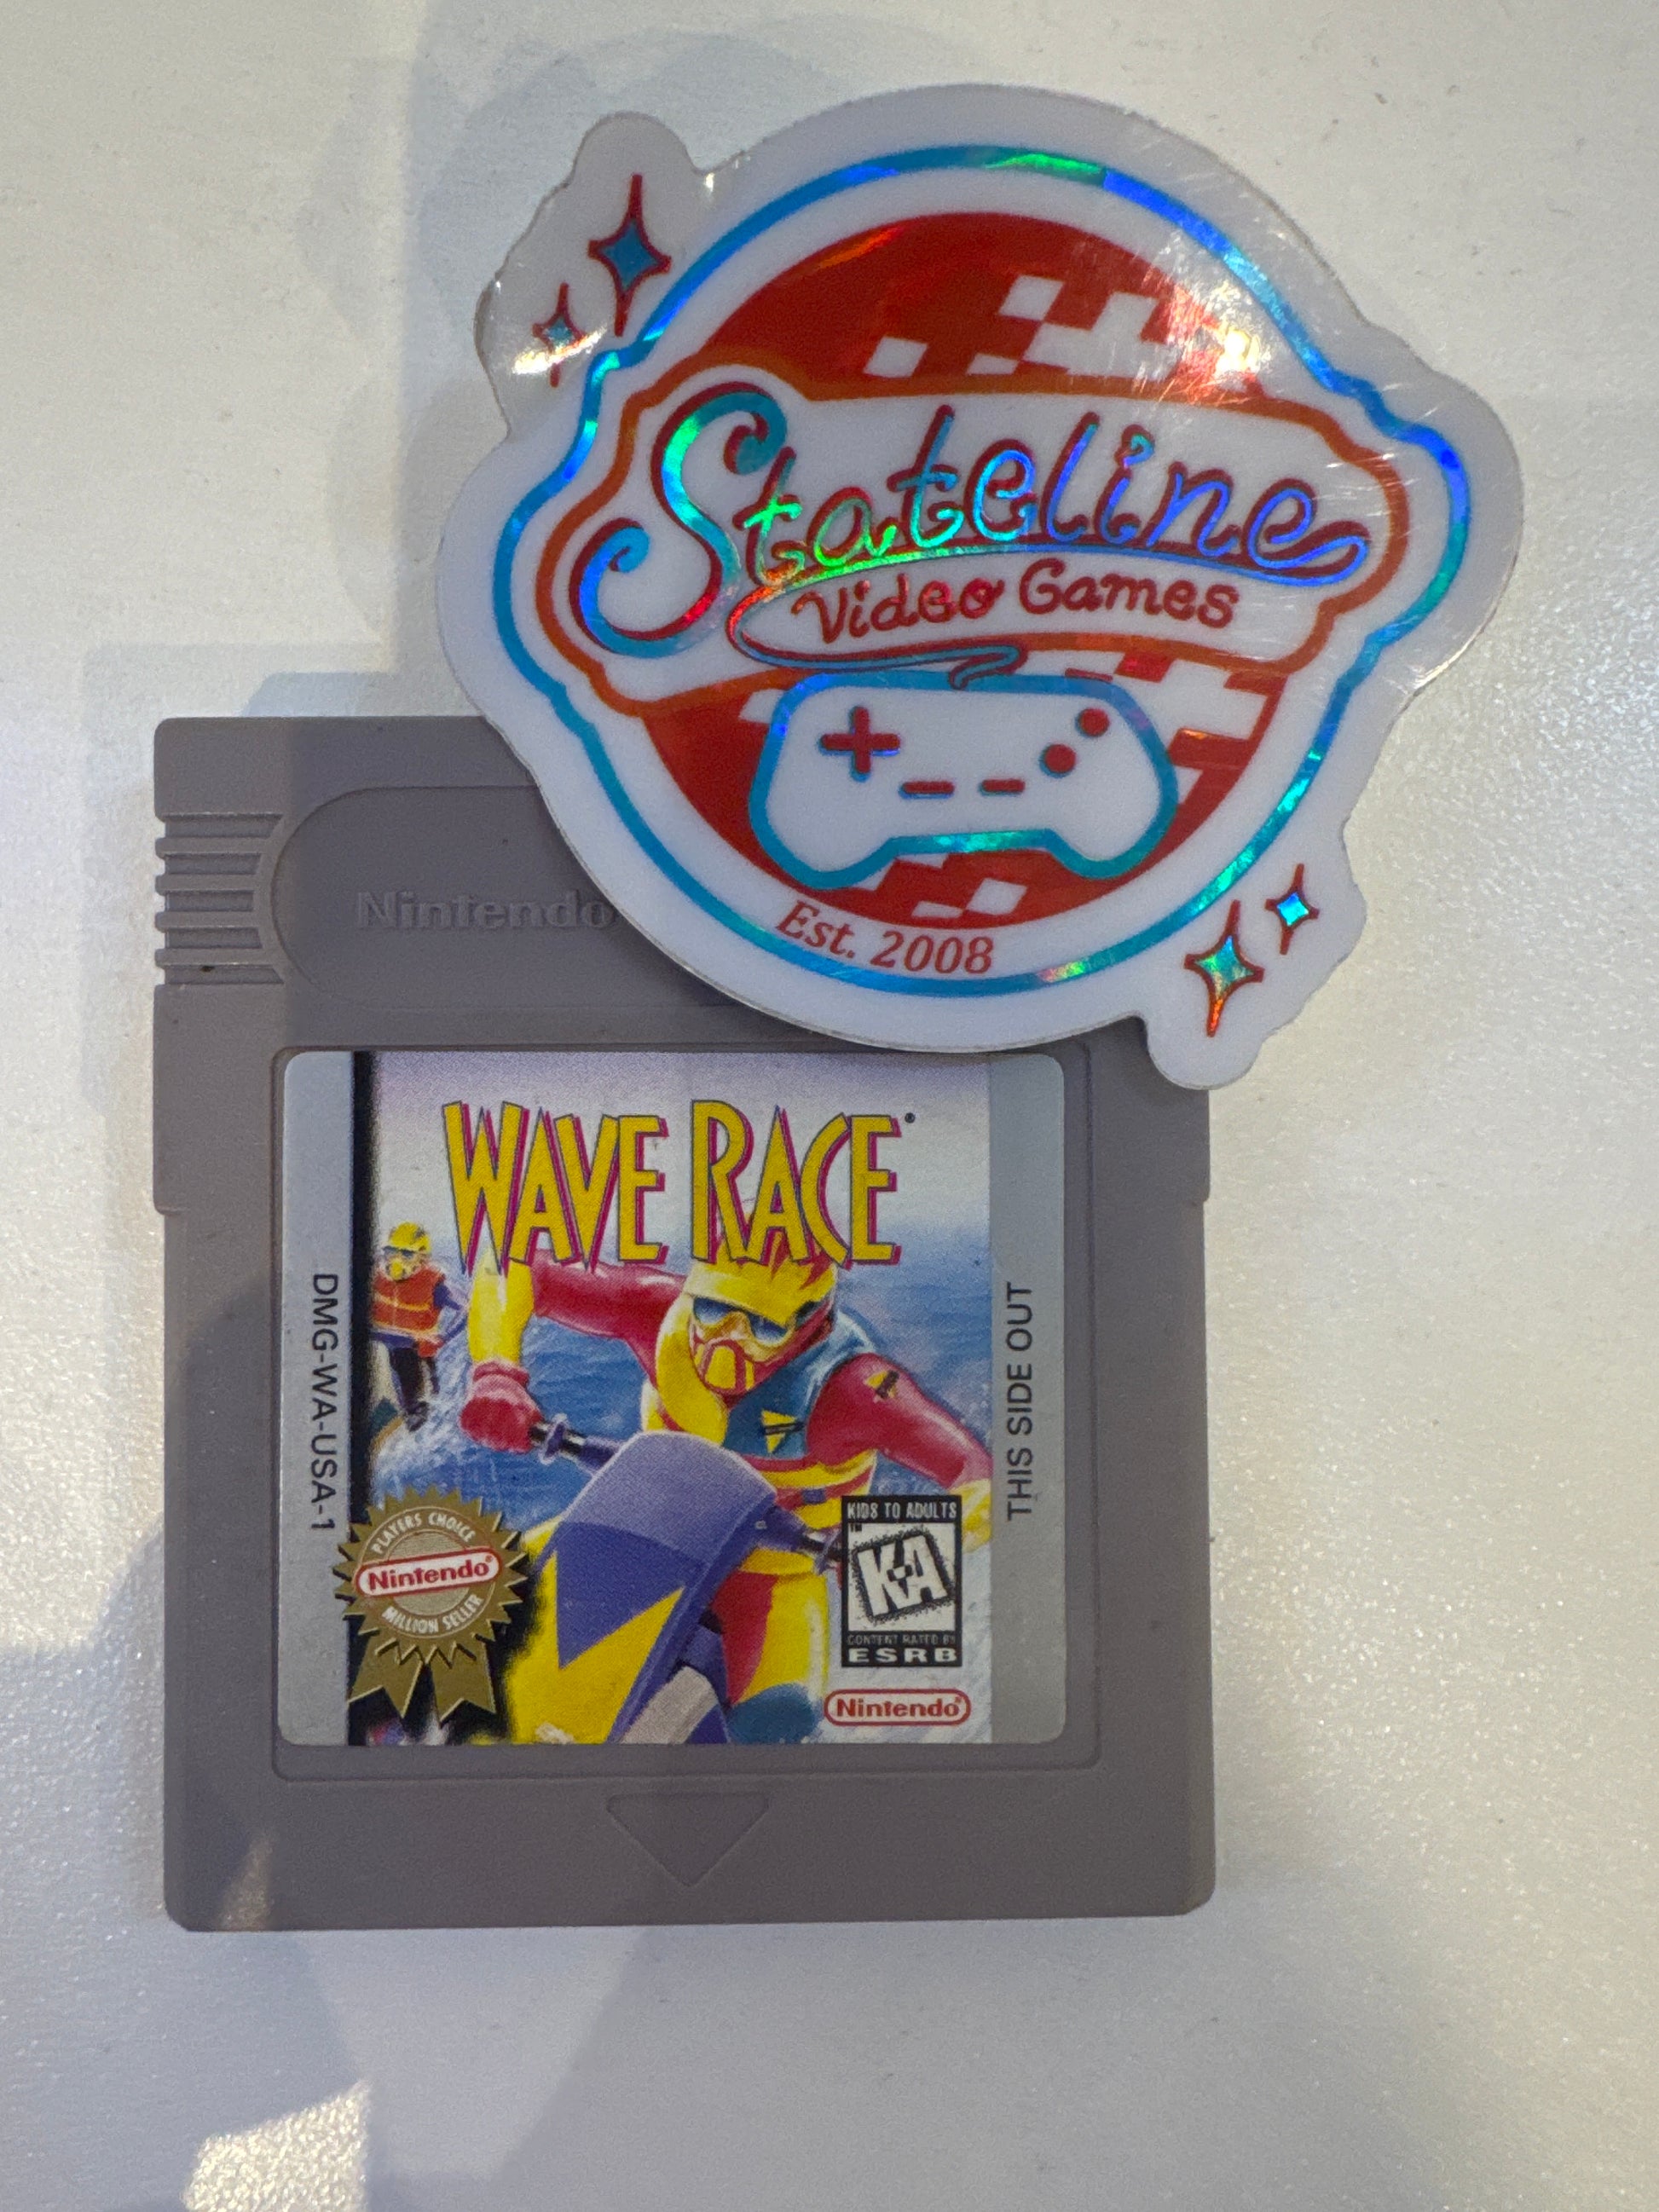 Stateline
Video Games
Est. 2008
Nintendo
WAVE RACE®
DMG-WA-USA-1
THIS SIDE OUT
PLAYERS CHOICE
Nintendo®
MILLION SELLER
KIDS TO ADULTS
TM
K-A
CONTENT RATED BY
ESRB
Nintendo®